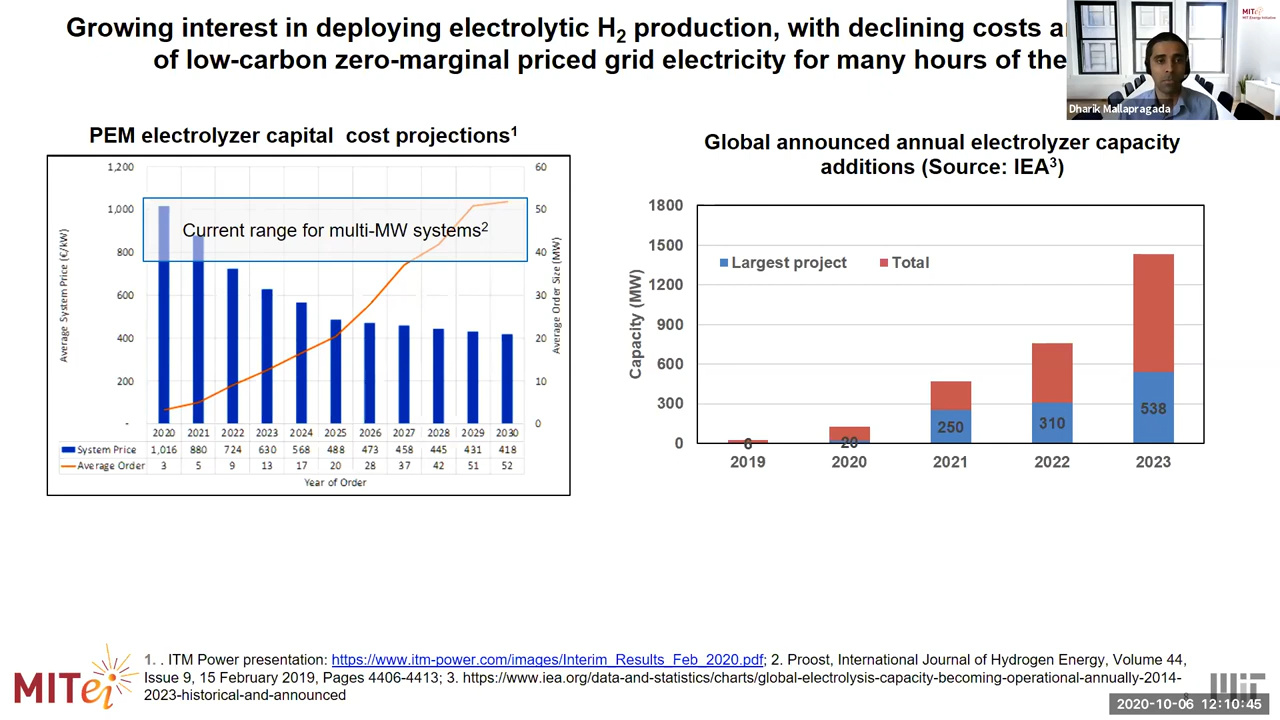 Growing interest in deploying electrolytic H2 production, with declining costs a
of low-carbon zero-marginal priced grid electricity for many hours of the
MITei
MIT Energy Initiative
Dharik Mallapragada
PEM electrolyzer capital cost projections1
1,200
1,000
800
600
400
200
-
Average System Price (€/kW)
60
50
40
30
20
10
0
Average Order Size (MW)
Current range for multi-MW systems2
2020 2021 2022 2023 2024 2025 2026 2027 2028 2029 2030
System Price 1,016 880 724 630 568 488 473 458 445 431 418
Average Order 3 5 9 13 17 20 28 37 42 51 52
Year of Order
Global announced annual electrolyzer capacity
additions (Source: IEA3)
Capacity (MW)
1800
1500
1200
900
600
300
0
Largest project Total
250 310 538
2019 2020 2021 2022 2023
MITei
1. . ITM Power presentation: https://www.itm-power.com/images/Interim_Results_Feb_2020.pdf; 2. Proost, International Journal of Hydrogen Energy, Volume 44,
Issue 9, 15 February 2019, Pages 4406-4413; 3. https://www.iea.org/data-and-statistics/charts/global-electrolysis-capacity-becoming-operational-annually-2014-
2023-historical-and-announced
2020-10-06 12:10:45